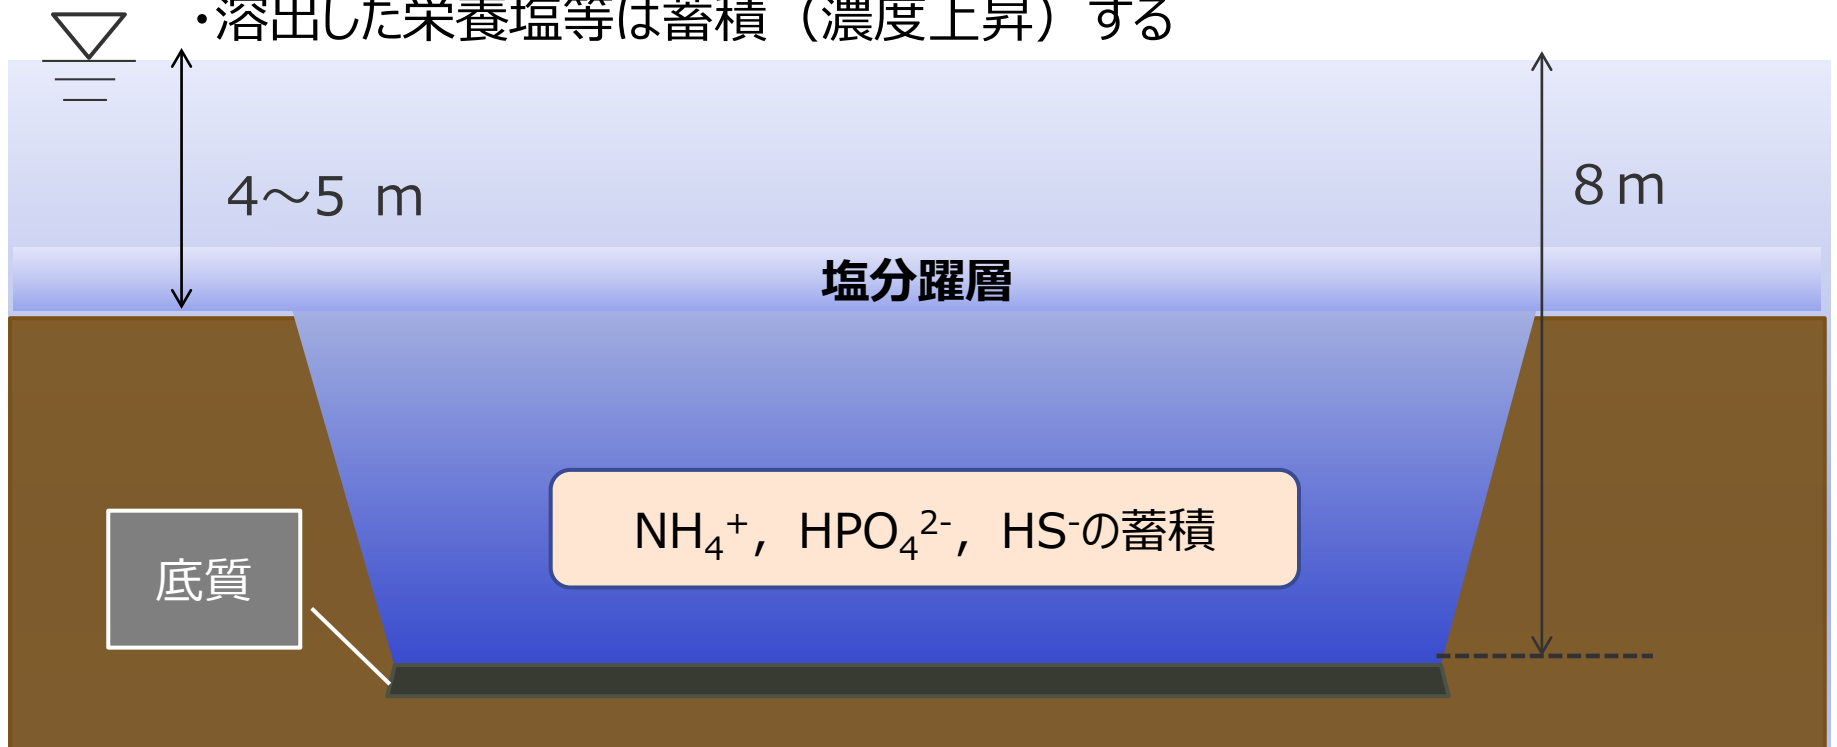 ・溶出した栄養塩等は蓄積（濃度上昇）する
4～5 m
8m
塩分躍層
NH₄⁺, HPO₄²⁻, HS⁻の蓄積
底質